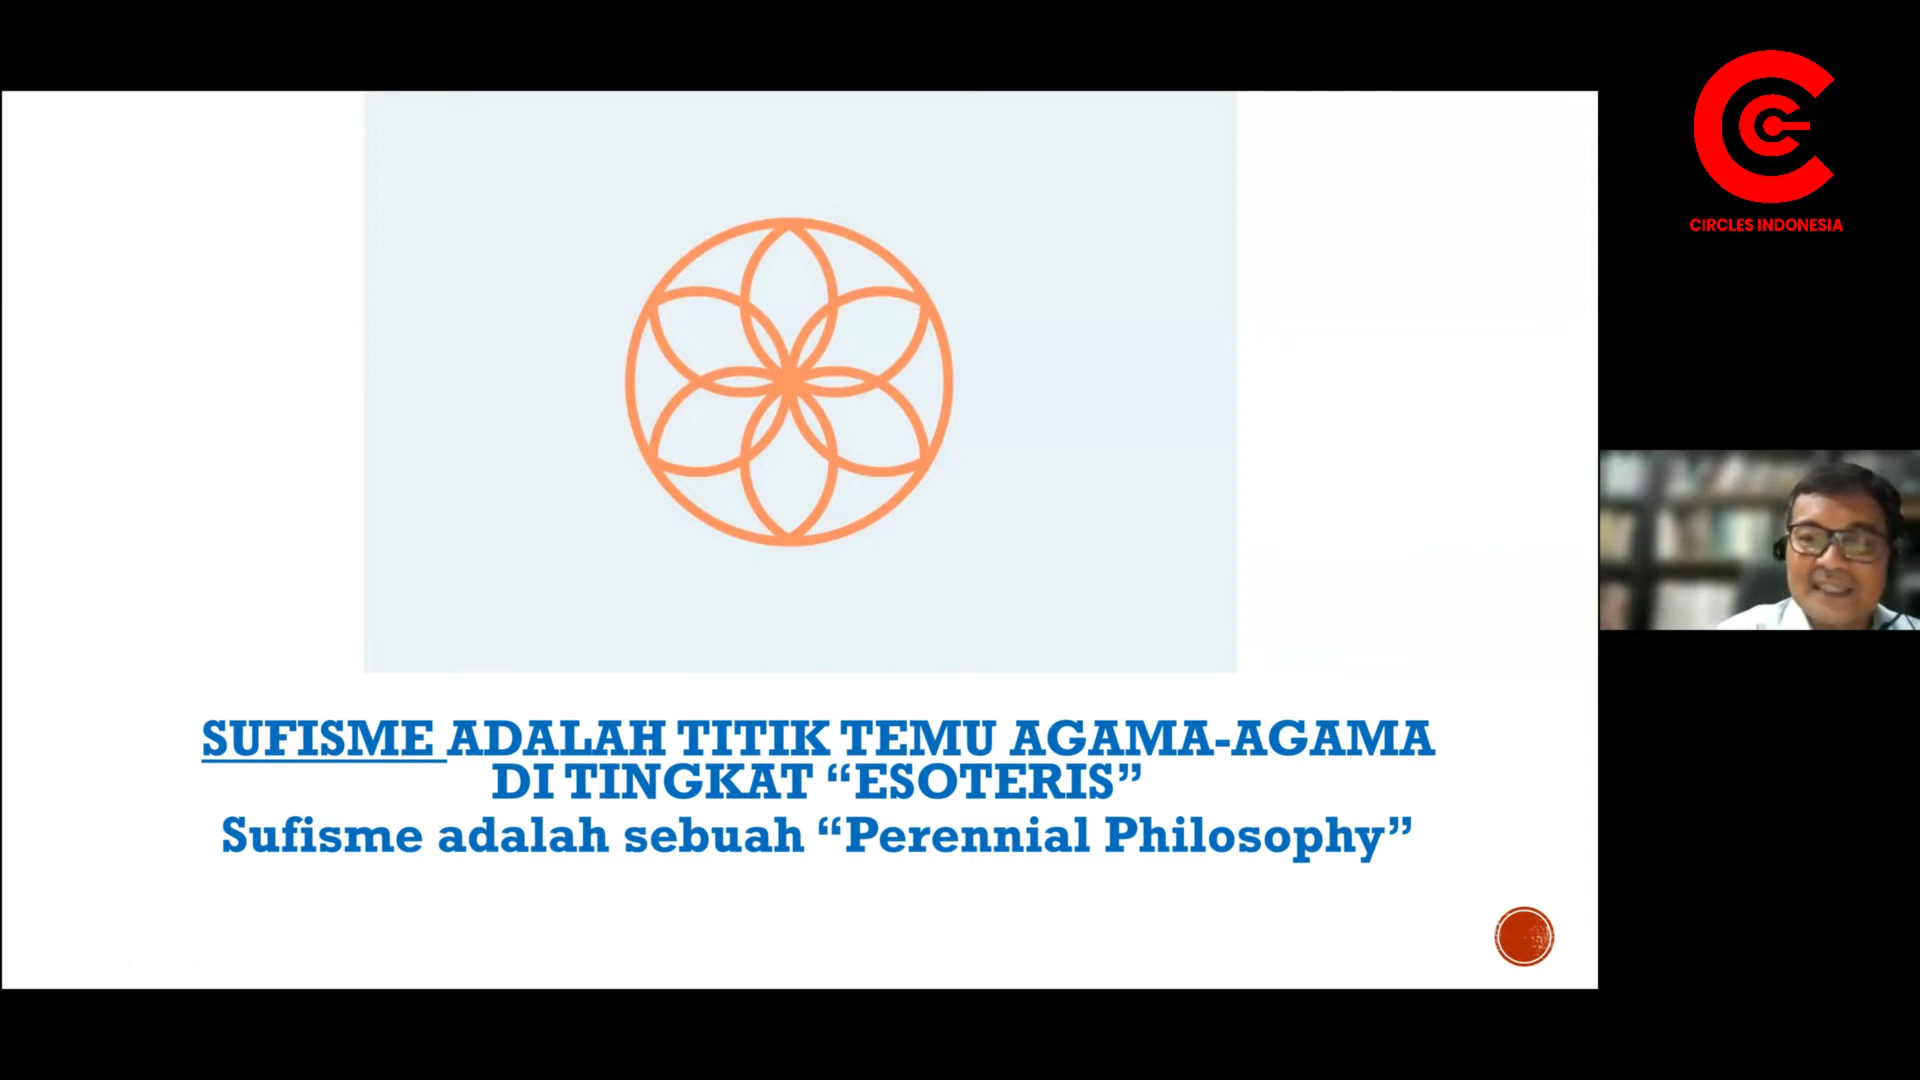 CIRCLES INDONESIA
SUFISME ADALAH TITIK TEMU AGAMA-AGAMA
DI TINGKAT “ESOTERIS”
Sufisme adalah sebuah “Perennial Philosophy”